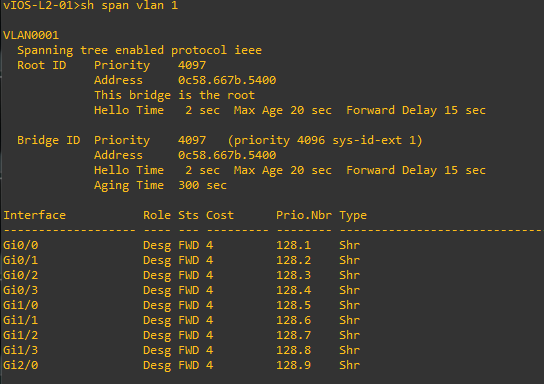 vIOS-L2-01>sh span vlan 1
VLAN0001
Spanning tree enabled protocol ieee
Root ID Priority 4097
Address 0c58.667b.5400
This bridge is the root
Hello Time 2 sec Max Age 20 sec Forward Delay 15 sec
Bridge ID Priority 4097 (priority 4096 sys-id-ext 1)
Address 0c58.667b.5400
Hello Time 2 sec Max Age 20 sec Forward Delay 15 sec
Aging Time 300 sec
Interface Role Sts Cost Prio.Nbr Type
------------------- ---- --- --------- -------- -----------------------------
Gi0/0 Desg FWD 4 128.1 Shr
Gi0/1 Desg FWD 4 128.2 Shr
Gi0/2 Desg FWD 4 128.3 Shr
Gi0/3 Desg FWD 4 128.4 Shr
Gi1/0 Desg FWD 4 128.5 Shr
Gi1/1 Desg FWD 4 128.6 Shr
Gi1/2 Desg FWD 4 128.7 Shr
Gi1/3 Desg FWD 4 128.8 Shr
Gi2/0 Desg FWD 4 128.9 Shr